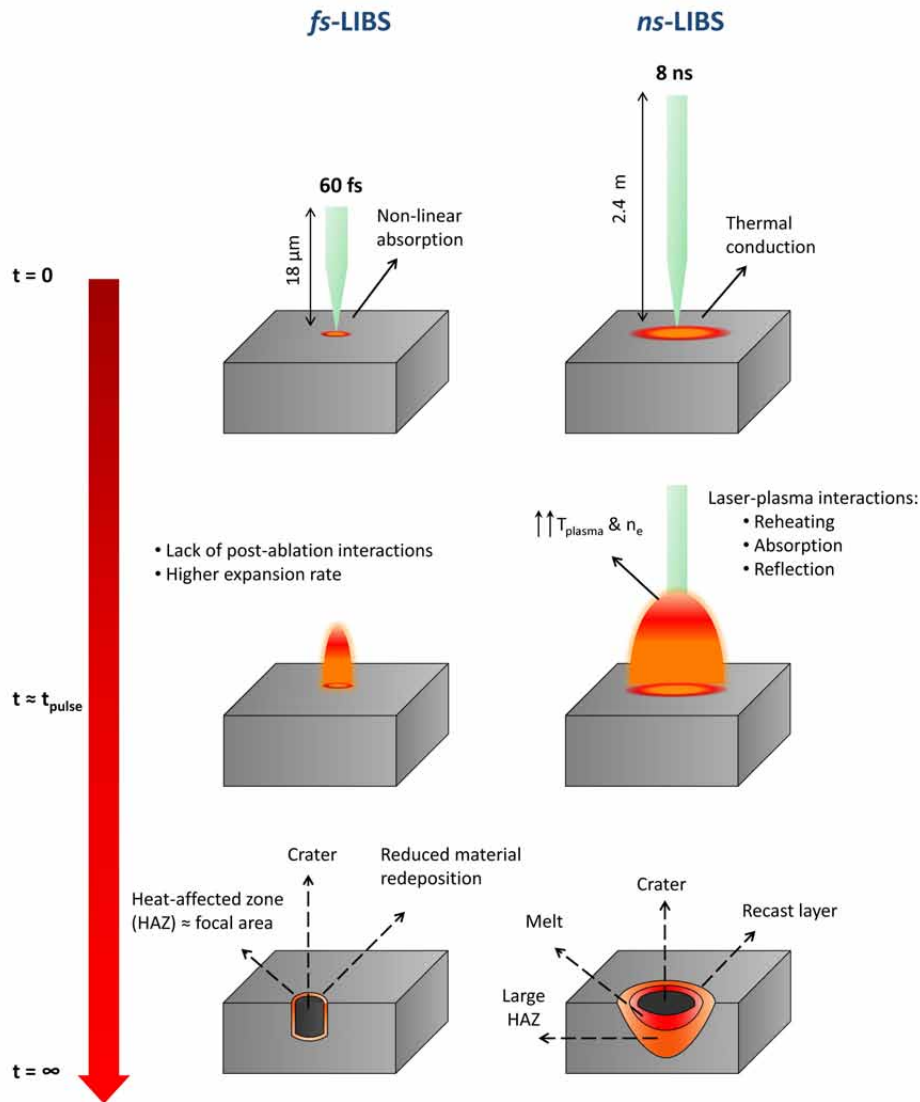 fs-LIBS
ns-LIBS
8 ns
60 fs
2.4 m
18 µm
Non-linear
absorption
Thermal
conduction
t = 0
Laser-plasma interactions:
• Reheating
• Absorption
• Reflection
↑↑Tplasma & ne
• Lack of post-ablation interactions
• Higher expansion rate
t ≈ tpulse
Crater
Reduced material
redeposition
Heat-affected zone
(HAZ) ≈ focal area
Crater
Recast layer
Melt
Large
HAZ
t = ∞